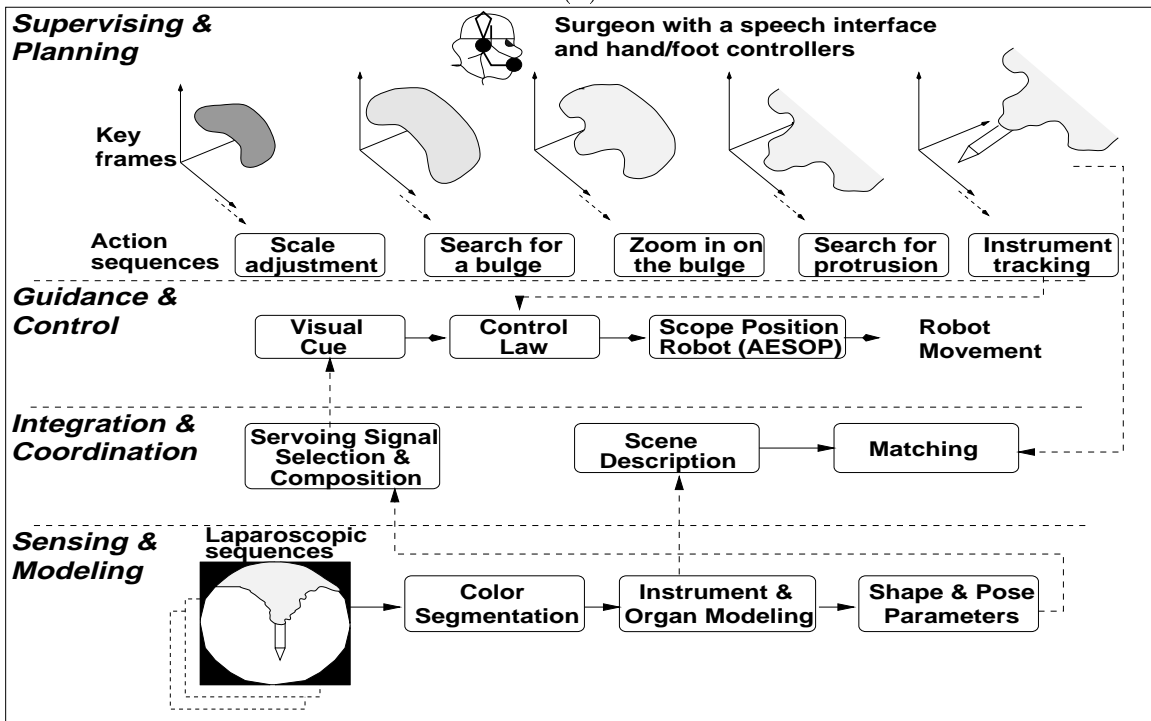 Supervising &
Planning
Surgeon with a speech interface
and hand/foot controllers
Key
frames
Action
sequences
Scale
adjustment
Search for
a bulge
Zoom in on
the bulge
Search for
protrusion
Instrument
tracking
Guidance &
Control
Visual
Cue
Control
Law
Scope Position
Robot (AESOP)
Robot
Movement
Integration &
Coordination
Servoing Signal
Selection &
Composition
Scene
Description
Matching
Sensing &
Modeling
Laparoscopic
sequences
Color
Segmentation
Instrument &
Organ Modeling
Shape & Pose
Parameters